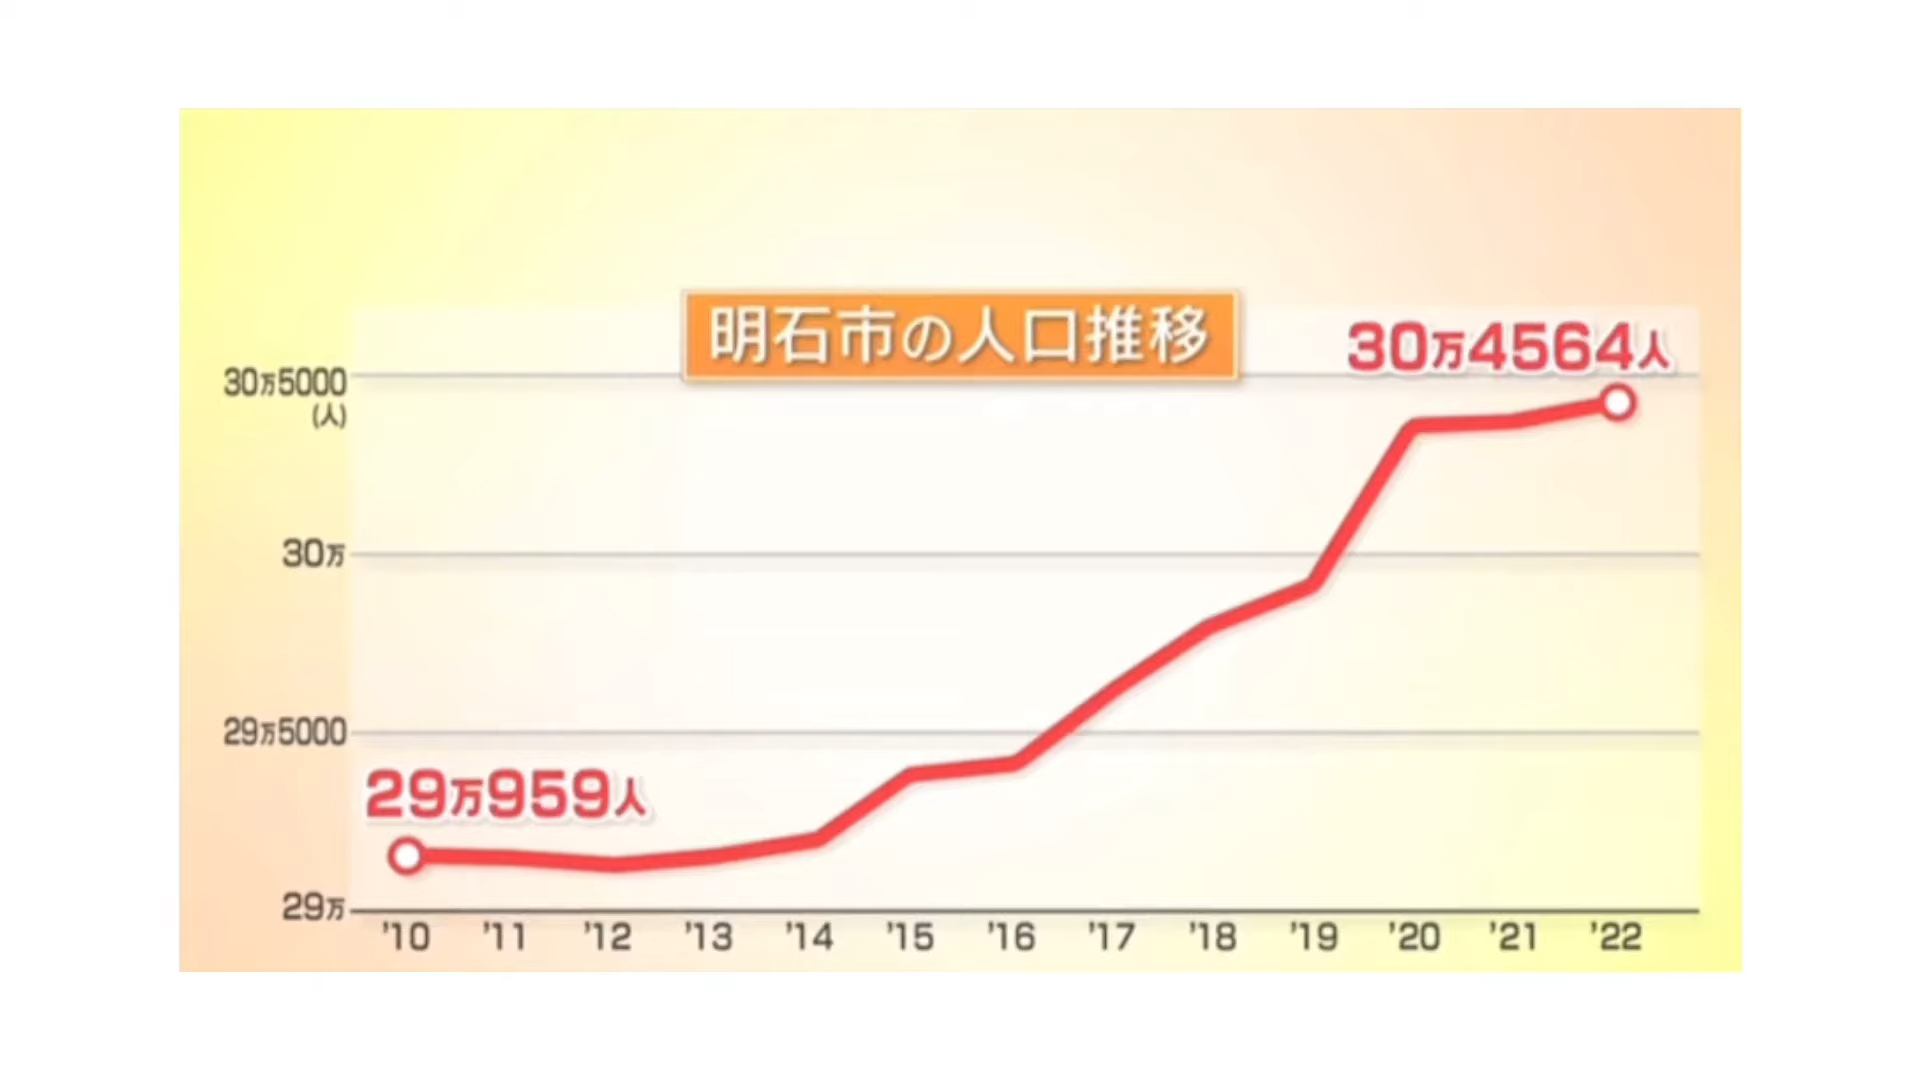 明石市の人口推移
30万4564人
30万5000
(人)
30万
29万5000
29万959人
29万
'10 '11 '12 '13 '14 '15 '16 '17 '18 '19 '20 '21 '22